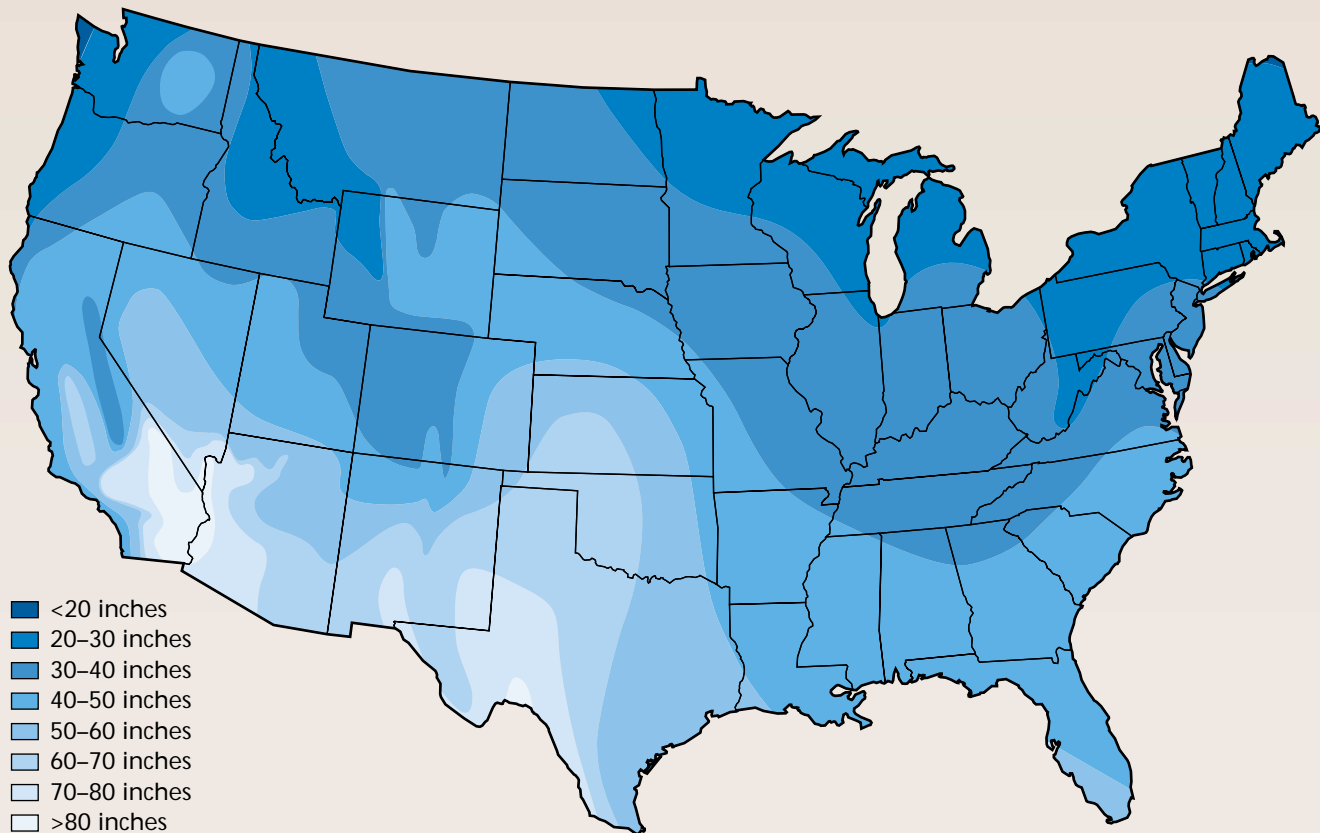 <20 inches
20–30 inches
30–40 inches
40–50 inches
50–60 inches
60–70 inches
70–80 inches
>80 inches